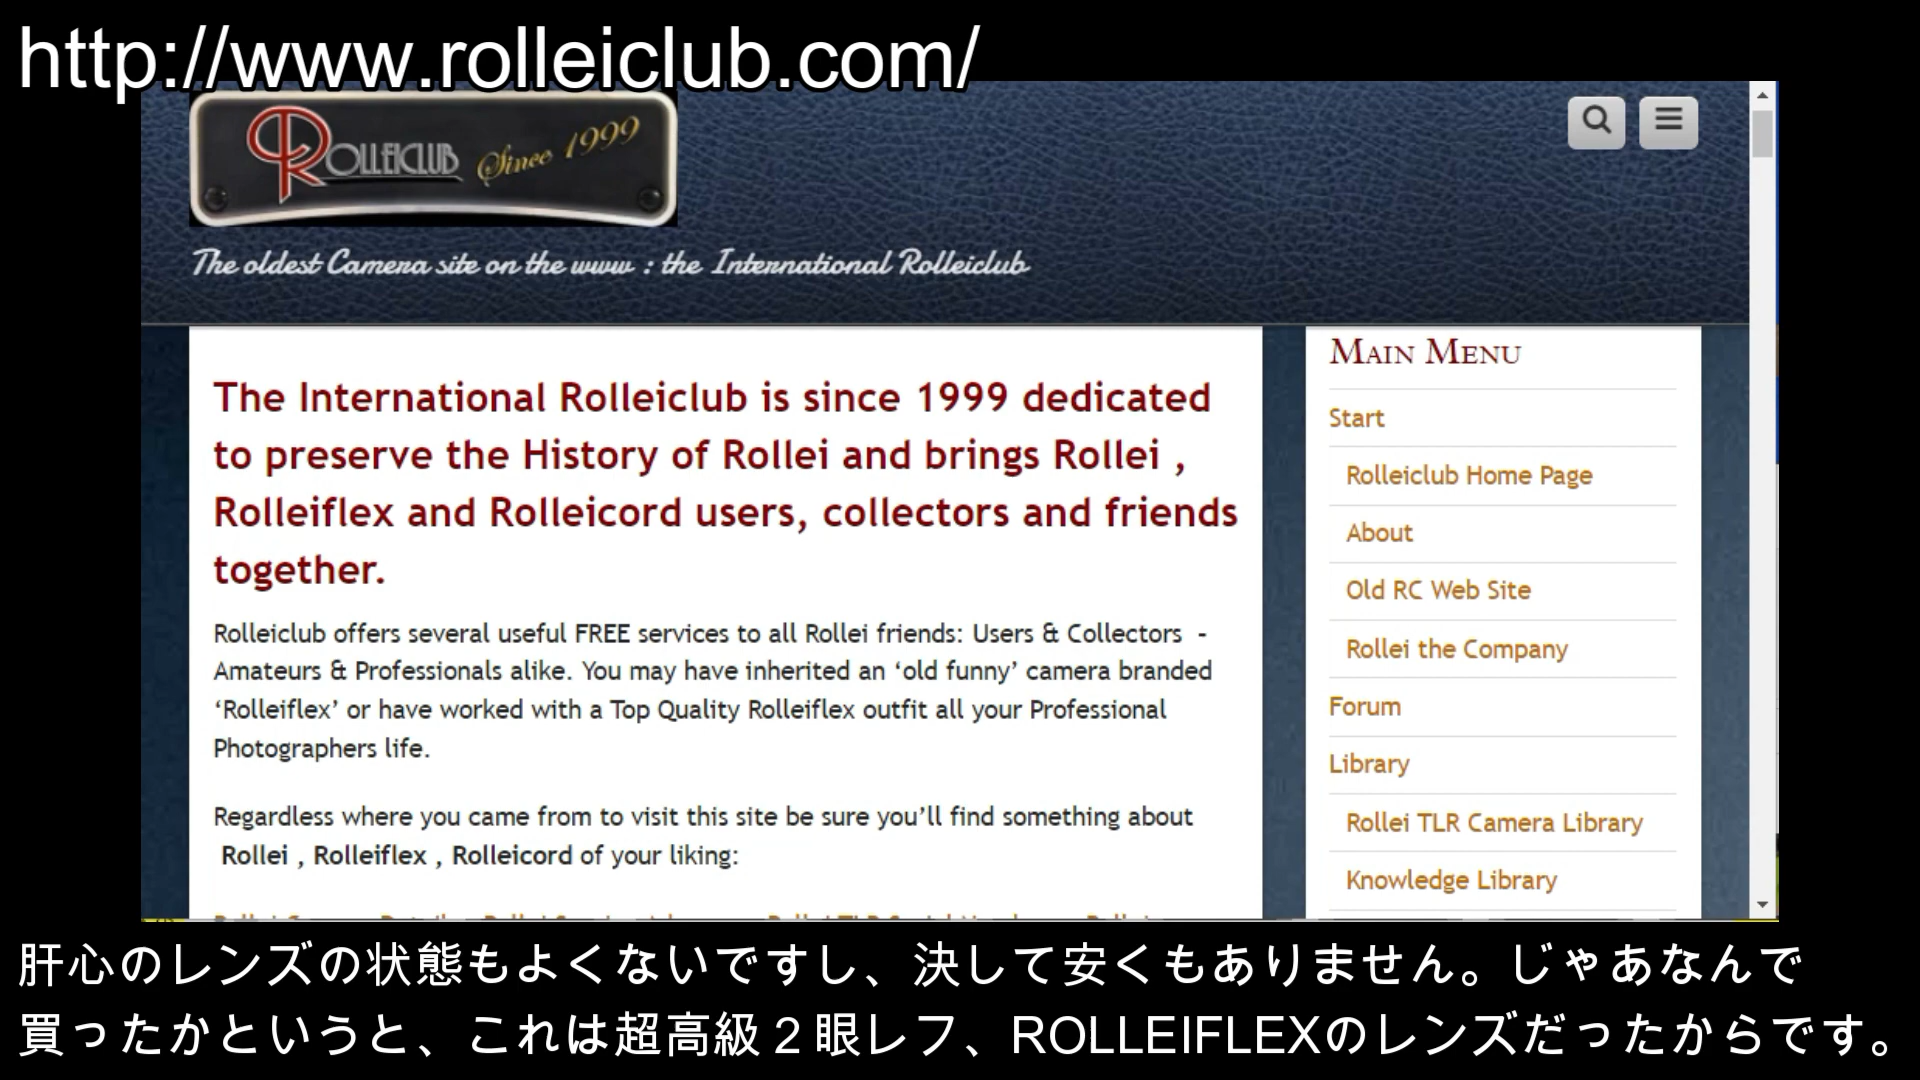 http://www.rolleiclub.com/
ROLLEICLUB Since 1999
The oldest Camera site on the www : the International Rolleiclub
The International Rolleiclub is since 1999 dedicated
to preserve the History of Rollei and brings Rollei ,
Rolleiflex and Rolleicord users, collectors and friends
together.
Rolleiclub offers several useful FREE services to all Rollei friends: Users & Collectors -
Amateurs & Professionals alike. You may have inherited an ‘old funny’ camera branded
‘Rolleiflex’ or have worked with a Top Quality Rolleiflex outfit all your Professional
Photographers life.
Regardless where you came from to visit this site be sure you’ll find something about
Rollei , Rolleiflex , Rolleicord of your liking:
Main Menu
Start
Rolleiclub Home Page
About
Old RC Web Site
Rollei the Company
Forum
Library
Rollei TLR Camera Library
Knowledge Library
肝心のレンズの状態もよくないですし、決して安くもありません。じゃあなんで
買ったかというと、これは超高級２眼レフ、ROLLEIFLEXのレンズだったからです。